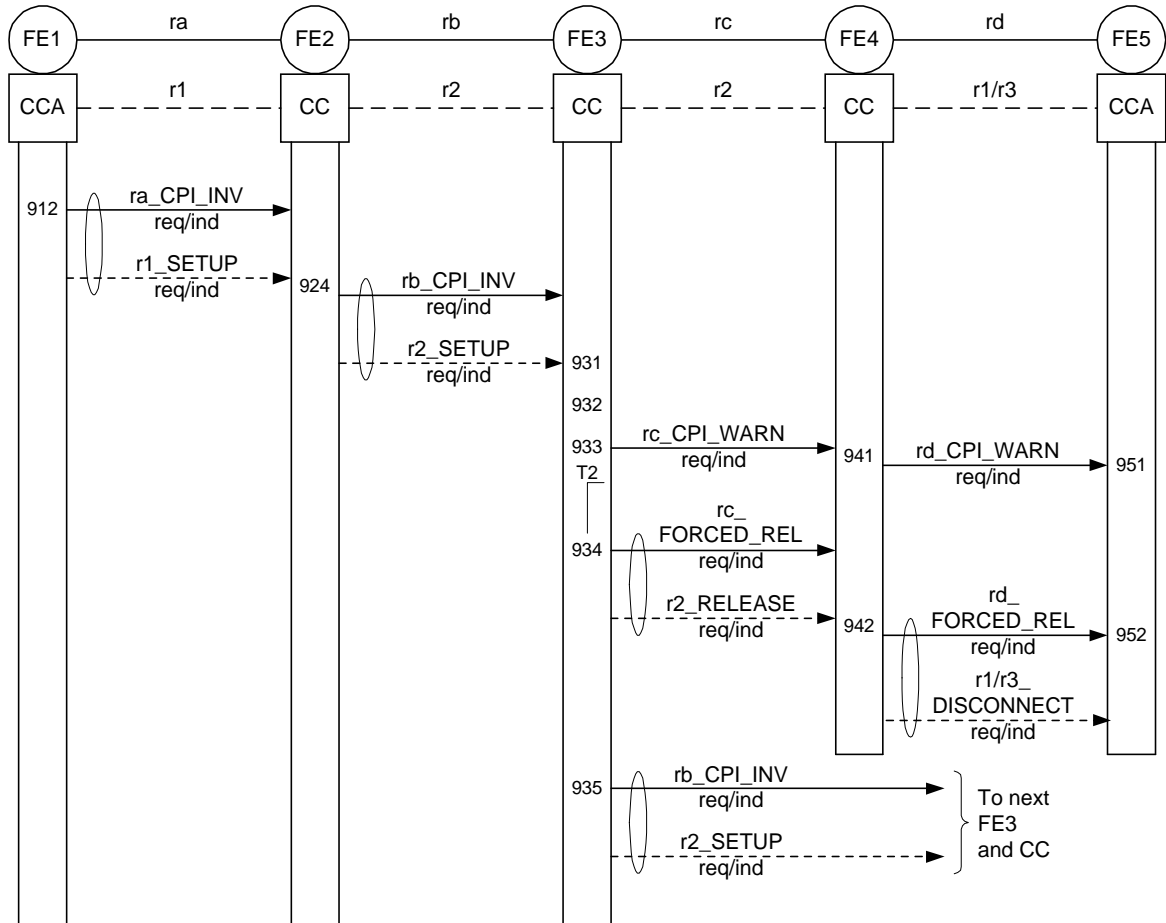 FE1 ra FE2 rb FE3 rc FE4 rd FE5
CCA r1 CC r2 CC r2 CC r1/r3 CCA
912 ra_CPI_INV
req/ind
r1_SETUP
req/ind
924 rb_CPI_INV
req/ind
r2_SETUP
req/ind
931
932
933 rc_CPI_WARN
req/ind
941 rd_CPI_WARN
req/ind
951
T2
rc_
FORCED_REL
req/ind
934
r2_RELEASE
req/ind
942
rd_
FORCED_REL
req/ind
952
r1/r3_
DISCONNECT
req/ind
935 rb_CPI_INV
req/ind
r2_SETUP
req/ind
To next
FE3
and CC